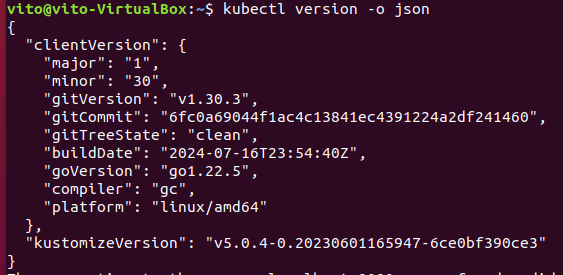 vito@vito-VirtualBox:~$ kubectl version -o json
{
  "clientVersion": {
    "major": "1",
    "minor": "30",
    "gitVersion": "v1.30.3",
    "gitCommit": "6fc0a69044f1ac4c13841ec4391224a2df241460",
    "gitTreeState": "clean",
    "buildDate": "2024-07-16T23:54:40Z",
    "goVersion": "go1.22.5",
    "compiler": "gc",
    "platform": "linux/amd64"
  },
  "kustomizeVersion": "v5.0.4-0.20230601165947-6ce0bf390ce3"
}